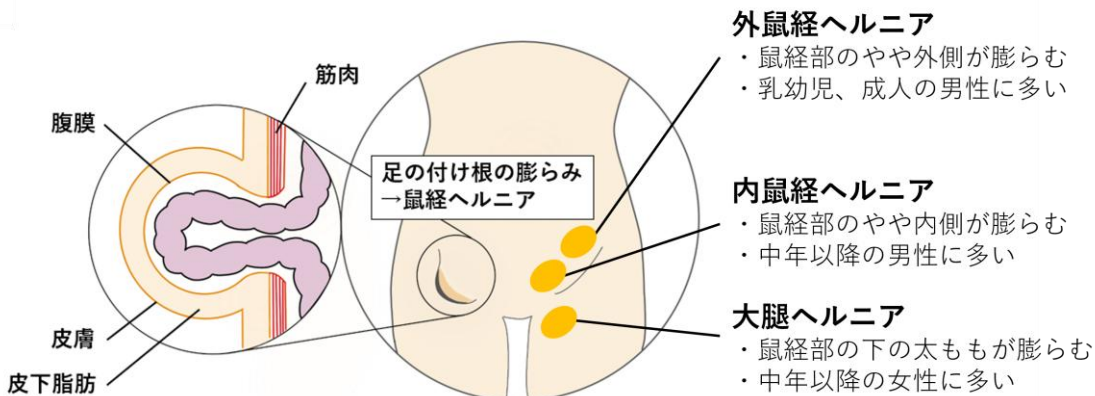 筋肉
腹膜
皮膚
皮下脂肪
足の付け根の膨らみ
→鼠経ヘルニア
外鼠経ヘルニア
・鼠経部のやや外側が膨らむ
・乳幼児、成人の男性に多い
内鼠経ヘルニア
・鼠経部のやや内側が膨らむ
・中年以降の男性に多い
大腿ヘルニア
・鼠経部の下の太ももが膨らむ
・中年以降の女性に多い